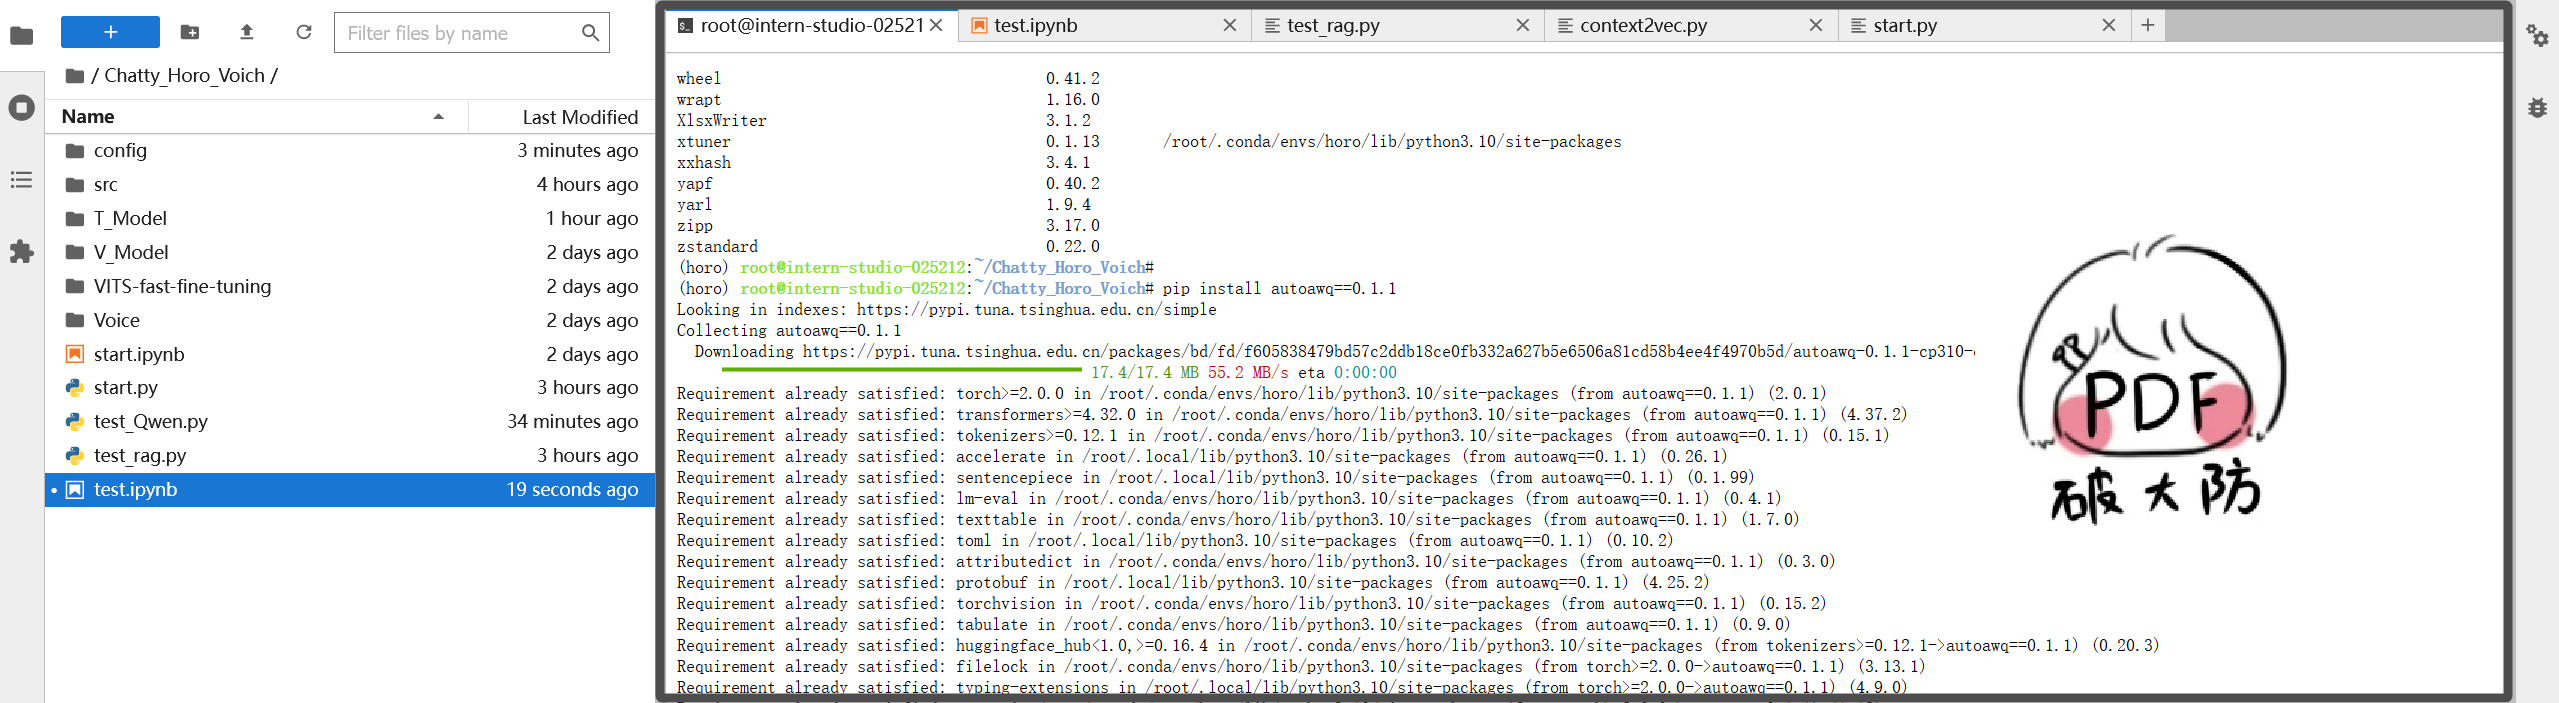 +
Filter files by name
/ Chatty_Horo_Voich /
Name Last Modified
config 3 minutes ago
src 4 hours ago
T_Model 1 hour ago
V_Model 2 days ago
VITS-fast-fine-tuning 2 days ago
Voice 2 days ago
start.ipynb 2 days ago
start.py 3 hours ago
test_Qwen.py 34 minutes ago
test_rag.py 3 hours ago
test.ipynb 19 seconds ago
root@intern-studio-02521 test.ipynb test_rag.py context2vec.py start.py +
wheel 0.41.2
wrapt 1.16.0
XlsxWriter 3.1.2
xtuner 0.1.13 /root/.conda/envs/horo/lib/python3.10/site-packages
xxhash 3.4.1
yapf 0.40.2
yarl 1.9.4
zipp 3.17.0
zstandard 0.22.0
(horo) root@intern-studio-025212:~/Chatty_Horo_Voich#
(horo) root@intern-studio-025212:~/Chatty_Horo_Voich# pip install autoawq==0.1.1
Looking in indexes: https://pypi.tuna.tsinghua.edu.cn/simple
Collecting autoawq==0.1.1
Downloading https://pypi.tuna.tsinghua.edu.cn/packages/bd/fd/f605838479bd57c2ddb18ce0fb332a627b5e6506a81cd58b4ee4f4970b5d/autoawq-0.1.1-cp310-
17.4/17.4 MB 55.2 MB/s eta 0:00:00
Requirement already satisfied: torch>=2.0.0 in /root/.conda/envs/horo/lib/python3.10/site-packages (from autoawq==0.1.1) (2.0.1)
Requirement already satisfied: transformers>=4.32.0 in /root/.conda/envs/horo/lib/python3.10/site-packages (from autoawq==0.1.1) (4.37.2)
Requirement already satisfied: tokenizers>=0.12.1 in /root/.conda/envs/horo/lib/python3.10/site-packages (from autoawq==0.1.1) (0.15.1)
Requirement already satisfied: accelerate in /root/.local/lib/python3.10/site-packages (from autoawq==0.1.1) (0.26.1)
Requirement already satisfied: sentencepiece in /root/.local/lib/python3.10/site-packages (from autoawq==0.1.1) (0.1.99)
Requirement already satisfied: lm-eval in /root/.conda/envs/horo/lib/python3.10/site-packages (from autoawq==0.1.1) (0.4.1)
Requirement already satisfied: texttable in /root/.conda/envs/horo/lib/python3.10/site-packages (from autoawq==0.1.1) (1.7.0)
Requirement already satisfied: toml in /root/.local/lib/python3.10/site-packages (from autoawq==0.1.1) (0.10.2)
Requirement already satisfied: attributedict in /root/.conda/envs/horo/lib/python3.10/site-packages (from autoawq==0.1.1) (0.3.0)
Requirement already satisfied: protobuf in /root/.local/lib/python3.10/site-packages (from autoawq==0.1.1) (4.25.2)
Requirement already satisfied: torchvision in /root/.conda/envs/horo/lib/python3.10/site-packages (from autoawq==0.1.1) (0.15.2)
Requirement already satisfied: tabulate in /root/.conda/envs/horo/lib/python3.10/site-packages (from autoawq==0.1.1) (0.9.0)
Requirement already satisfied: huggingface_hub<1.0,>=0.16.4 in /root/.conda/envs/horo/lib/python3.10/site-packages (from tokenizers>=0.12.1->autoawq==0.1.1) (0.20.3)
Requirement already satisfied: filelock in /root/.conda/envs/horo/lib/python3.10/site-packages (from torch>=2.0.0->autoawq==0.1.1) (3.13.1)
Requirement already satisfied: typing-extensions in /root/.local/lib/python3.10/site-packages (from torch>=2.0.0->autoawq==0.1.1) (4.9.0)
PDF
破大防